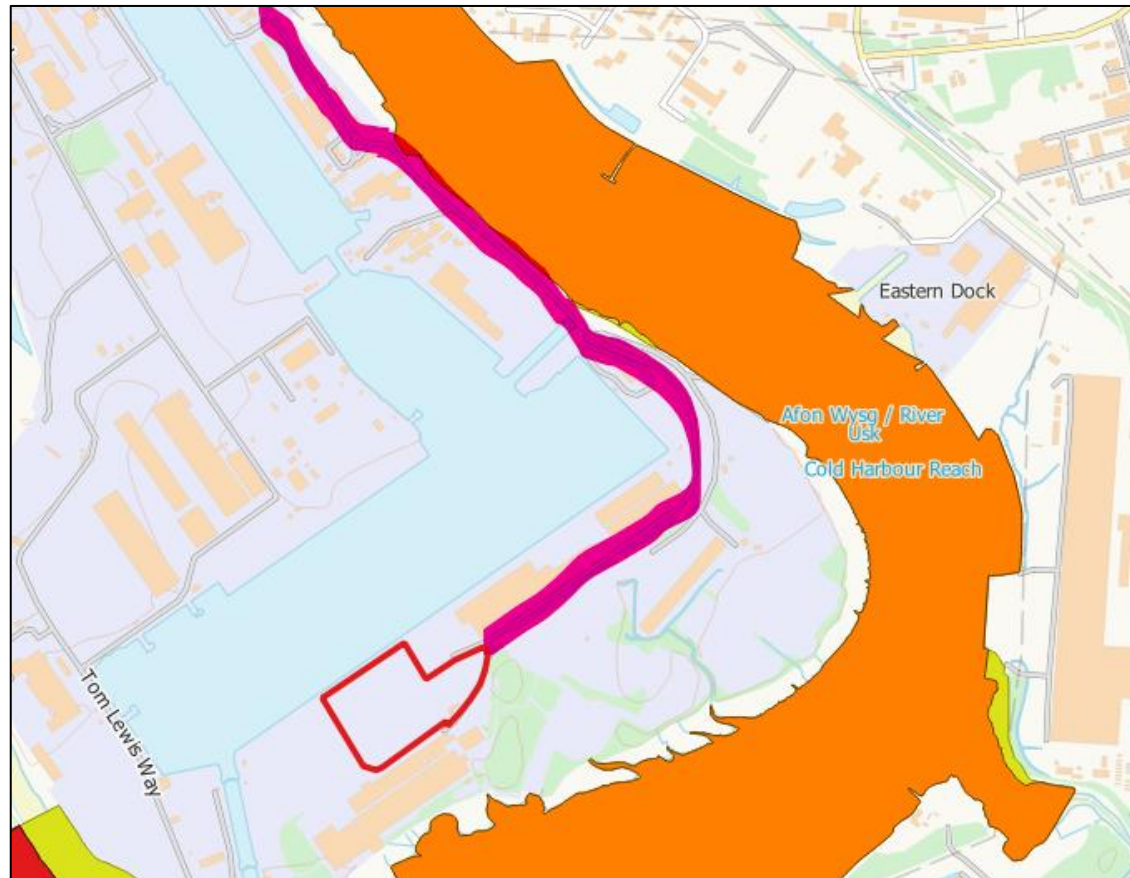 Eastern Dock
Afon Wysg / River
Usk
Cold Harbour Reach
Tom Lewis Way